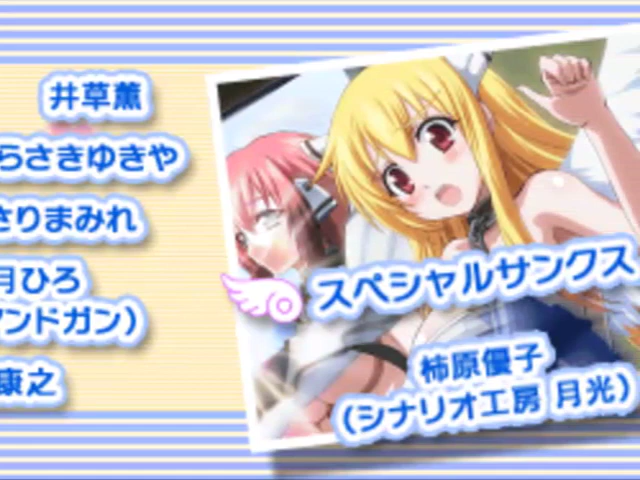 井草薫
らさきゆきや
さりまみれ
月ひろ
アンドガン）
康之
スペシャルサンクス
柿原優子
（シナリオ工房 月光）